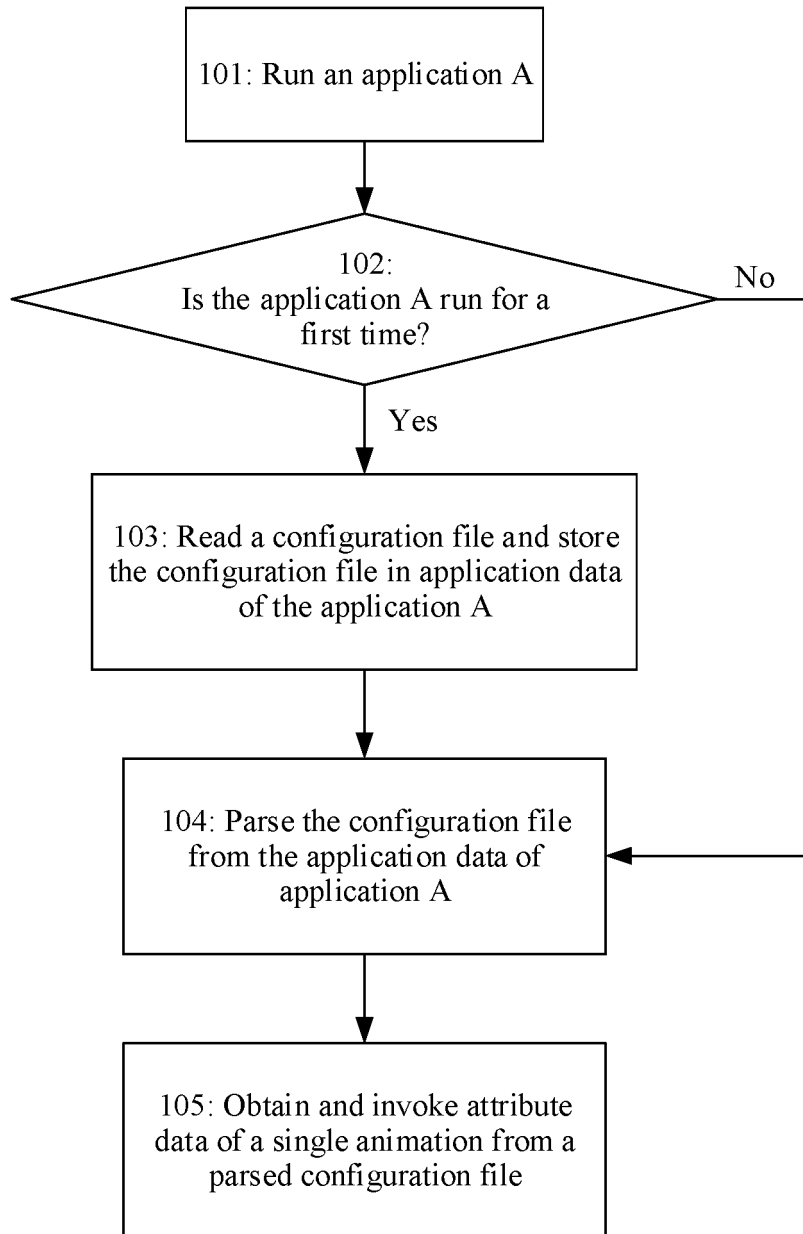 101: Run an application A
102:
Is the application A run for a
first time?
No
Yes
103: Read a configuration file and store
the configuration file in application data
of the application A
104: Parse the configuration file
from the application data of
application A
105: Obtain and invoke attribute
data of a single animation from a
parsed configuration file